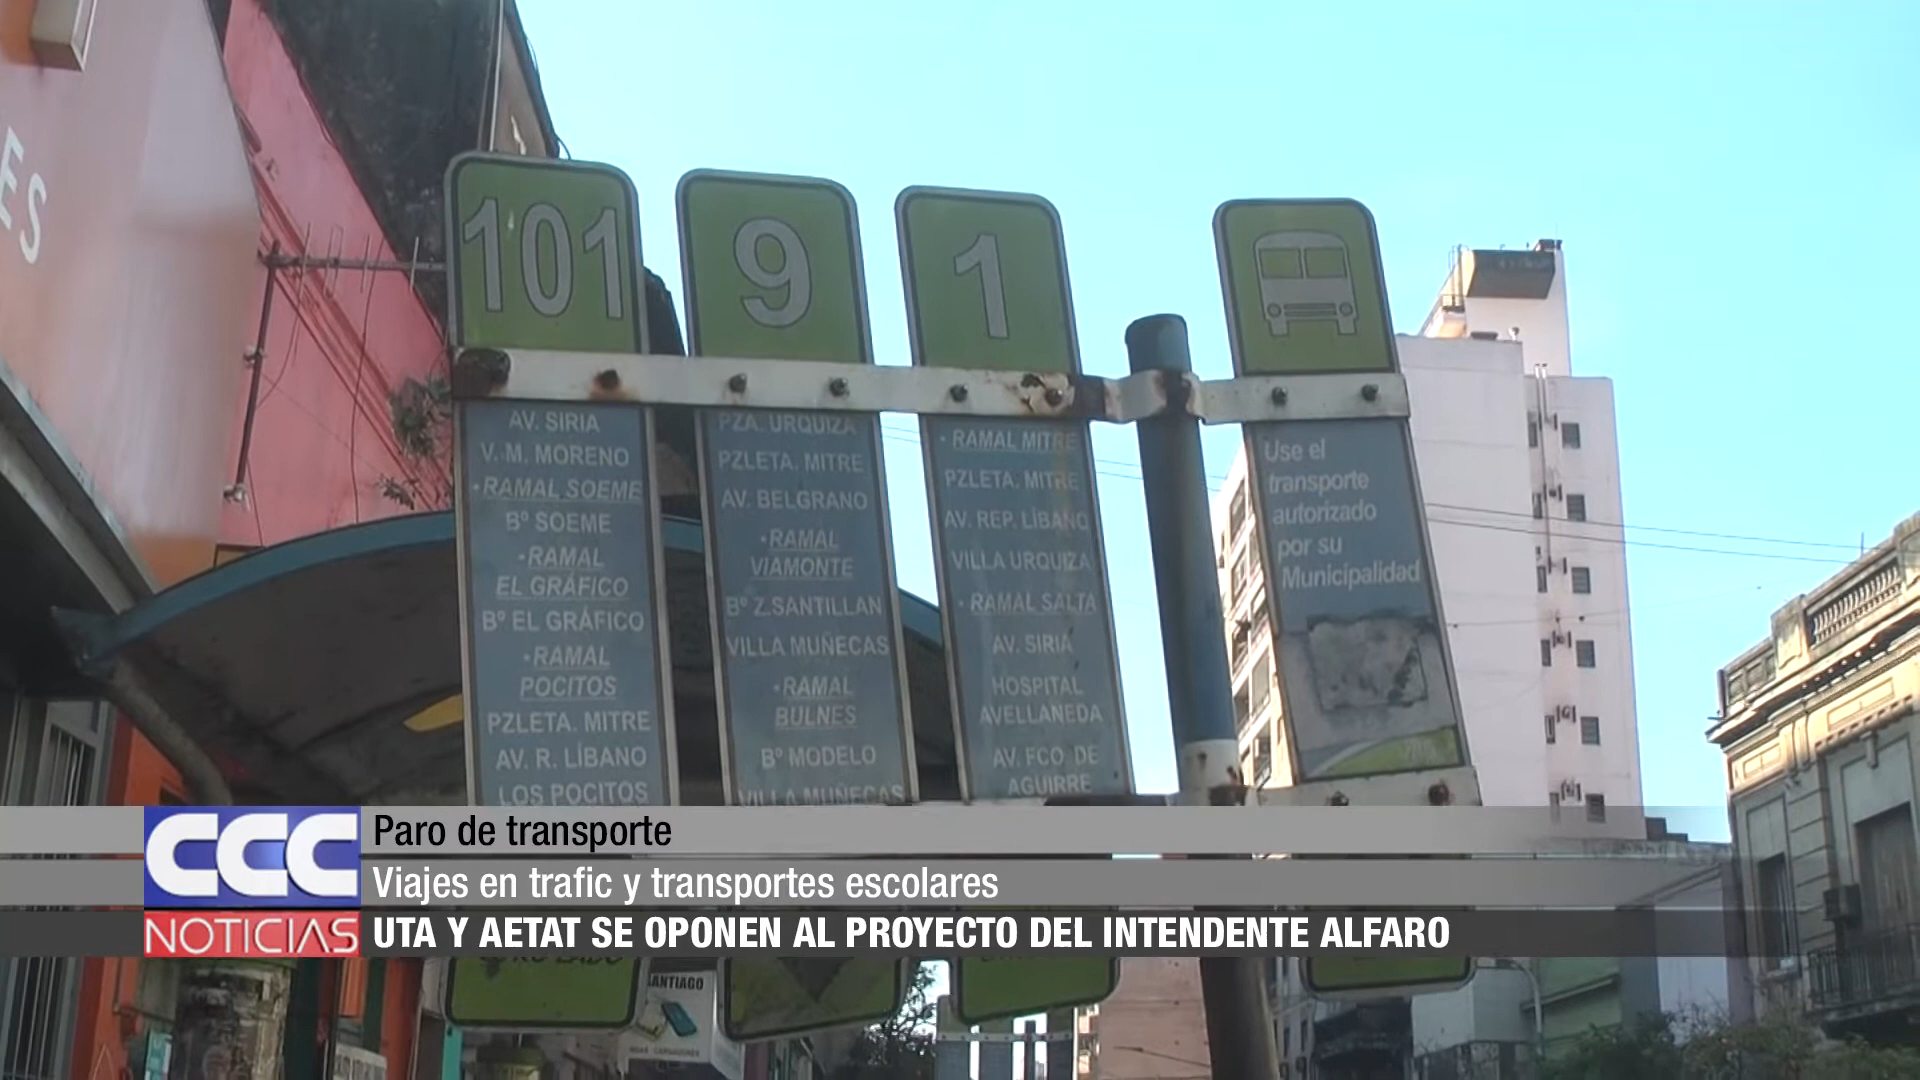 ES
101
AV. SIRIA
V. M. MORENO
•RAMAL SOEME
Bº SOEME
•RAMAL
EL GRÁFICO
Bº EL GRÁFICO
•RAMAL
POCITOS
PZLETA. MITRE
AV. R. LÍBANO
LOS POCITOS
9
PZA. URQUIZA
PZLETA. MITRE
AV. BELGRANO
•RAMAL
VIAMONTE
Bº Z.SANTILLAN
VILLA MUÑECAS
•RAMAL
BULNES
Bº MODELO
VILLA MUÑECAS
1
• RAMAL MITRE
PZLETA. MITRE
AV. REP. LÍBANO
VILLA URQUIZA
• RAMAL SALTA
AV. SIRIA
HOSPITAL
AVELLANEDA
AV. FCO. DE
AGUIRRE
Use el
transporte
autorizado
por su
Municipalidad
CCC
NOTICIAS
Paro de transporte
Viajes en trafic y transportes escolares
UTA Y AETAT SE OPONEN AL PROYECTO DEL INTENDENTE ALFARO
ANTIAGO